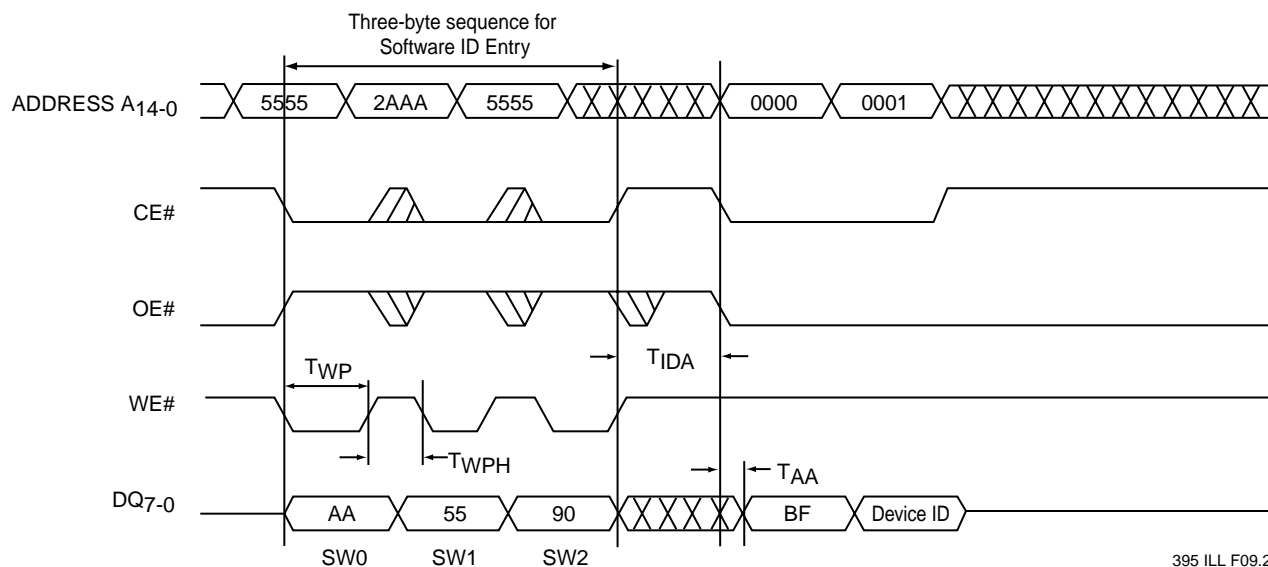 Three-byte sequence for
Software ID Entry
ADDRESS A14-0 5555 2AAA 5555 0000 0001
CE#
OE#
TIDA
TWP
WE#
TWPH
TAA
DQ7-0 AA 55 90 BF Device ID
SW0 SW1 SW2
395 ILL F09.2